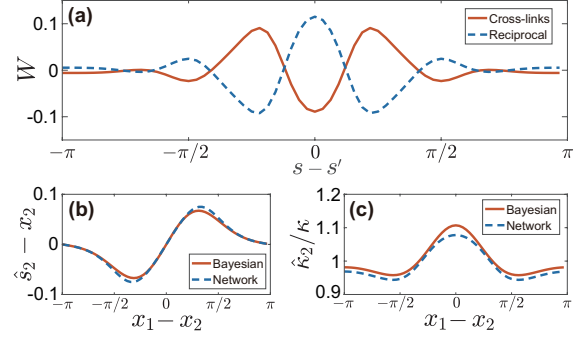 (a)
Cross-links
Reciprocal
W
0.1
0
-0.1
−π
−π/2
0
π/2
π
s − s′
(b)
Bayesian
Network
ŝ₂ − x₂
0.1
0
-0.1
−π
−π/2
0
π/2
π
x₁− x₂
(c)
Bayesian
Network
κ̂₂/κ
1.2
1.1
1
0.9
−π
−π/2
0
π/2
π
x₁− x₂